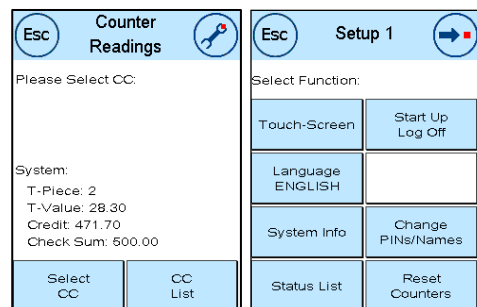 Esc
Counter
Readings
Please Select CC:
System:
T-Piece: 2
T-Value: 28.30
Credit: 471.70
Check Sum: 500.00
Select
CC
CC
List
Esc
Setup 1
Select Function:
Touch-Screen
Start Up
Log Off
Language
ENGLISH
System Info
Change
PINs/Names
Status List
Reset
Counters